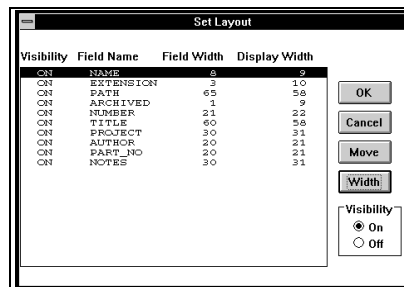 Set Layout
Visibility Field Name Field Width Display Width
ON NAME 8 9
ON EXTENSION 3 10
ON PATH 65 58
ON ARCHIVED 1 9
ON NUMBER 21 22
ON TITLE 60 58
ON PROJECT 30 31
ON AUTHOR 20 21
ON PART_NO 20 21
ON NOTES 30 31
OK
Cancel
Move
Width
Visibility
On
Off